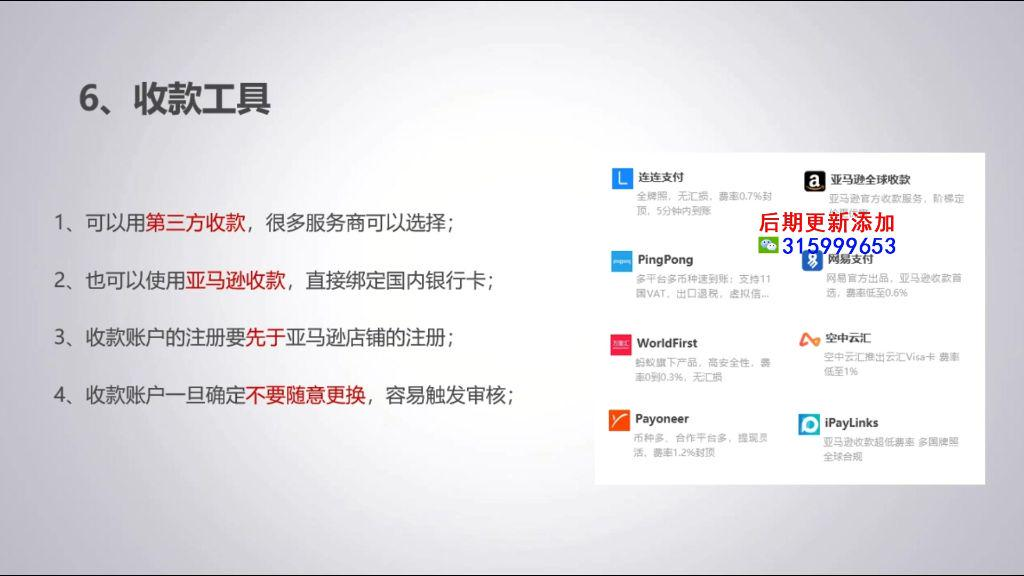 6、收款工具
1、可以用第三方收款，很多服务商可以选择；
2、也可以使用亚马逊收款，直接绑定国内银行卡；
3、收款账户的注册要先于亚马逊店铺的注册；
4、收款账户一旦确定不要随意更换，容易触发审核；
连连支付
全牌照，无汇损，费率0.7%封
顶，5分钟内到账
亚马逊全球收款
亚马逊官方收款服务，阶梯定
后期更新添加
315999653
PingPong
多平台多币种速到账；支持11
国VAT，出口退税，虚拟信...
网易支付
网易官方出品，亚马逊收款首
选，费率低至0.6%
WorldFirst
万里汇
蚂蚁旗下产品，高安全性，费
率0到0.3%，无汇损
空中云汇
空中云汇推出云汇Visa卡 费率
低至1%
Payoneer
币种多，合作平台多，提现灵
活，费率1.2%封顶
iPayLinks
亚马逊收款超低费率 多国牌照
全球合规